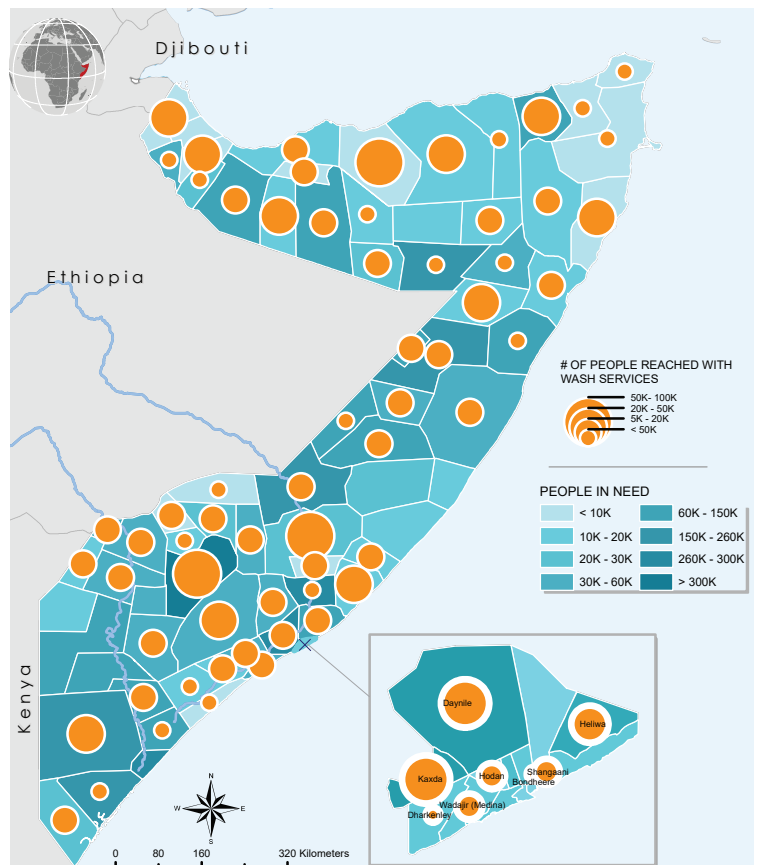 Djibouti
Ethiopia
# OF PEOPLE REACHED WITH
WASH SERVICES
50K- 100K
20K - 50K
5K - 20K
< 50K
PEOPLE IN NEED
< 10K
60K - 150K
10K - 20K
150K - 260K
20K - 30K
260K - 300K
30K - 60K
> 300K
Kenya
Daynile
Heliwa
Kaxda
Hodan
Shangaani
Bondheere
Wadajir (Medina)
Dharkenley
N
W
E
S
0 80 160 320 Kilometers